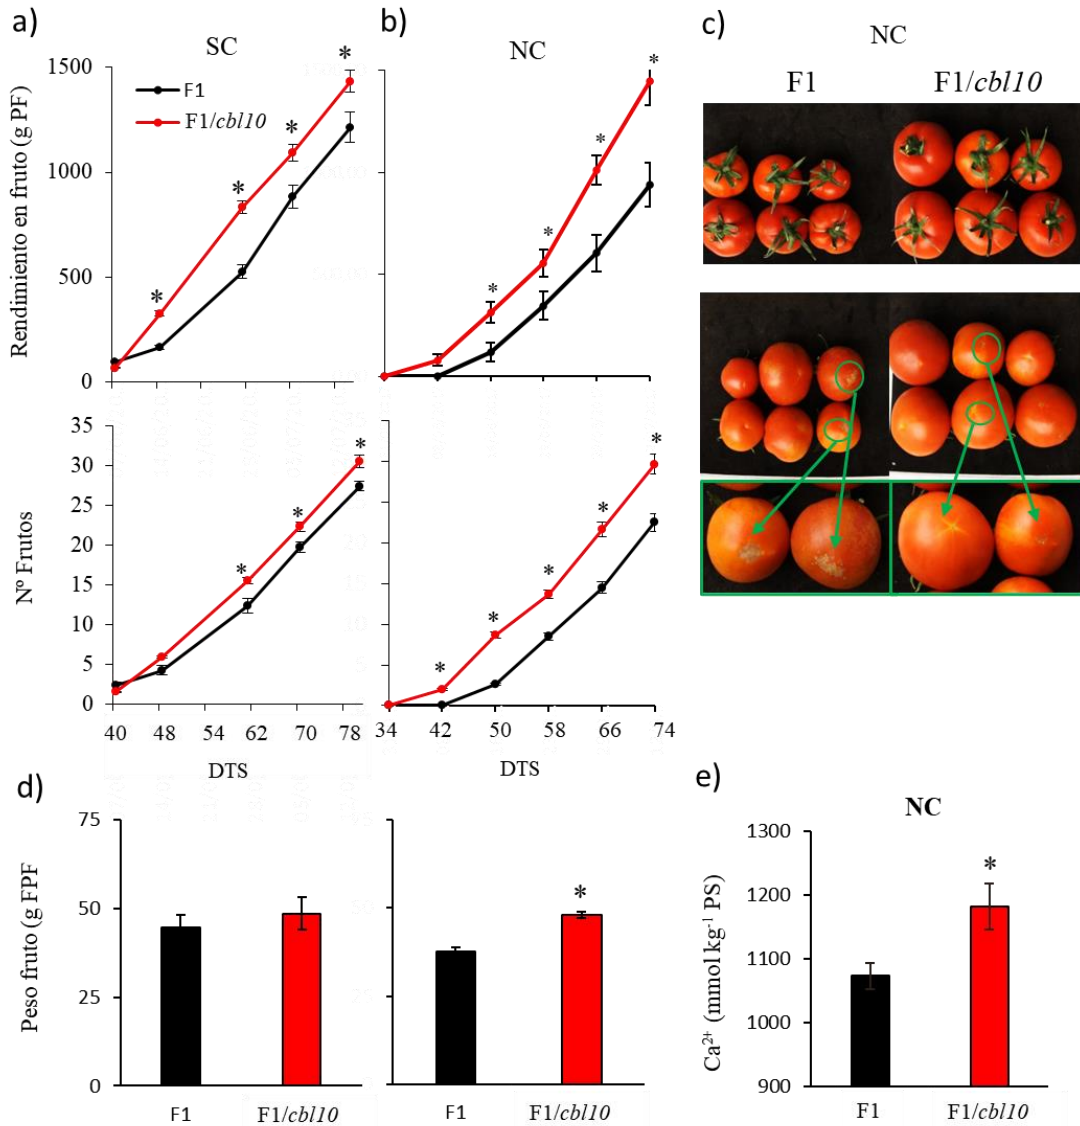 a)
SC
b)
NC
c)
NC
F1
F1/cbl10
F1
F1/cbl10
Rendimiento en fruto (g PF)
1500
1000
500
0
*
*
*
*
*
*
*
*
*
*
Nº Frutos
35
30
25
20
15
10
5
0
*
*
*
*
*
*
*
*
*
40 48 54 62 70 78
DTS
34 42 50 58 66 74
DTS
d)
Peso fruto (g FPF
75
50
25
0
F1 F1/cbl10
*
F1 F1/cbl10
e)
NC
Ca²⁺ (mmol kg⁻¹ PS)
1300
1200
1100
1000
900
*
F1 F1/cbl10